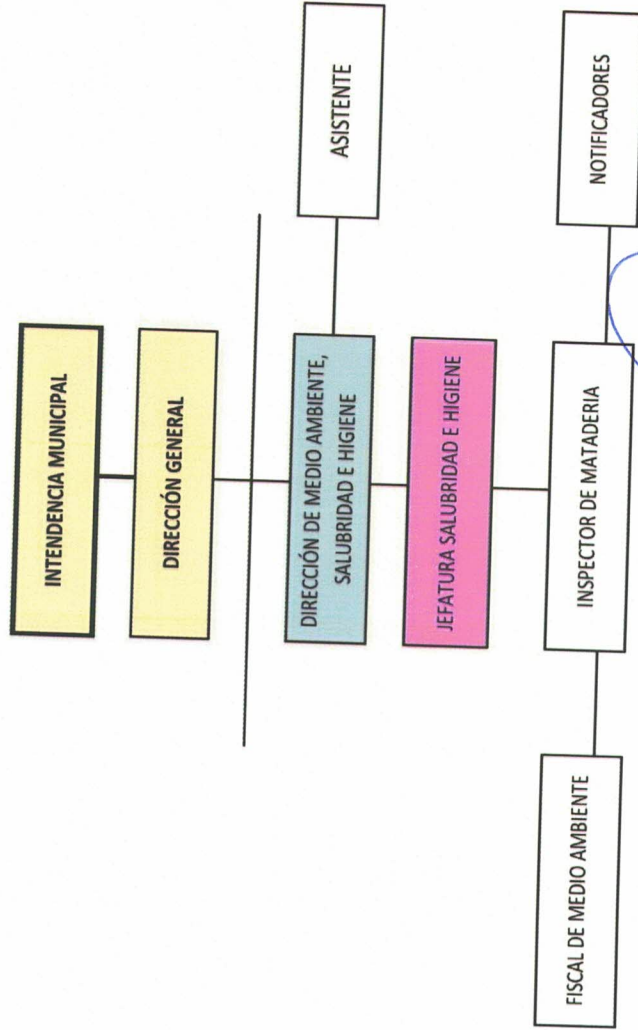 INTENDENCIA MUNICIPAL
DIRECCIÓN GENERAL
DIRECCIÓN DE MEDIO AMBIENTE,
SALUBRIDAD E HIGIENE
ASISTENTE
JEFATURA SALUBRIDAD E HIGIENE
FISCAL DE MEDIO AMBIENTE
INSPECTOR DE MATADERIA
NOTIFICADORES